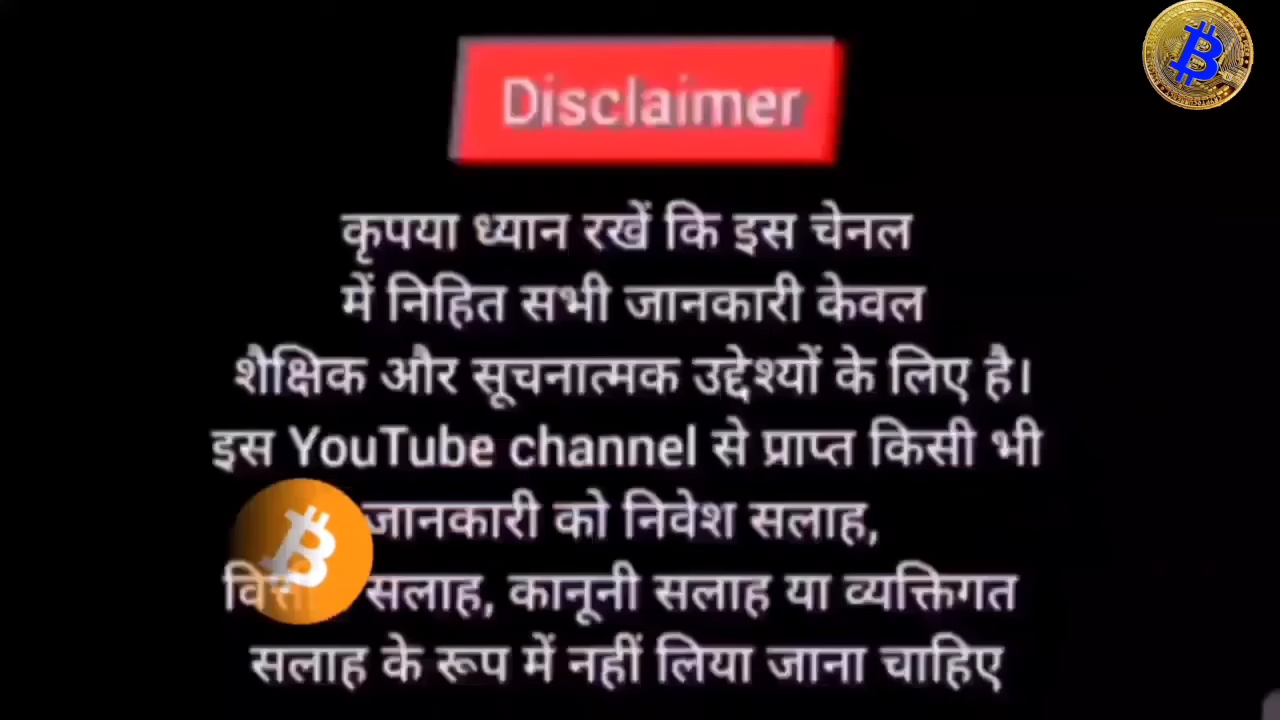 Disclaimer
कृपया ध्यान रखें कि इस चेनल
में निहित सभी जानकारी केवल
शैक्षिक और सूचनात्मक उद्देश्यों के लिए है।
इस YouTube channel से प्राप्त किसी भी
जानकारी को निवेश सलाह,
सलाह, कानूनी सलाह या व्यक्तिगत
सलाह के रूप में नहीं लिया जाना चाहिए